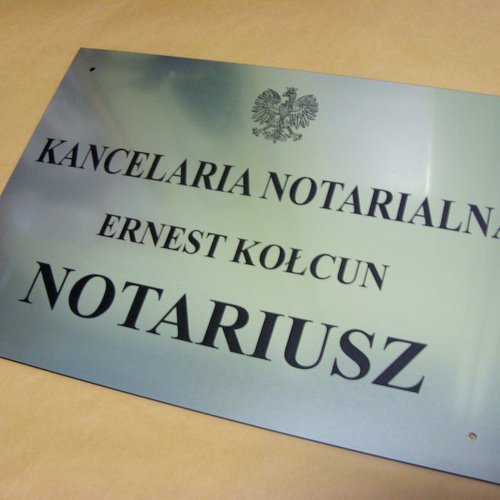 KANCELARIA NOTARIALNA
ERNEST KOŁCUN
NOTARIUSZ